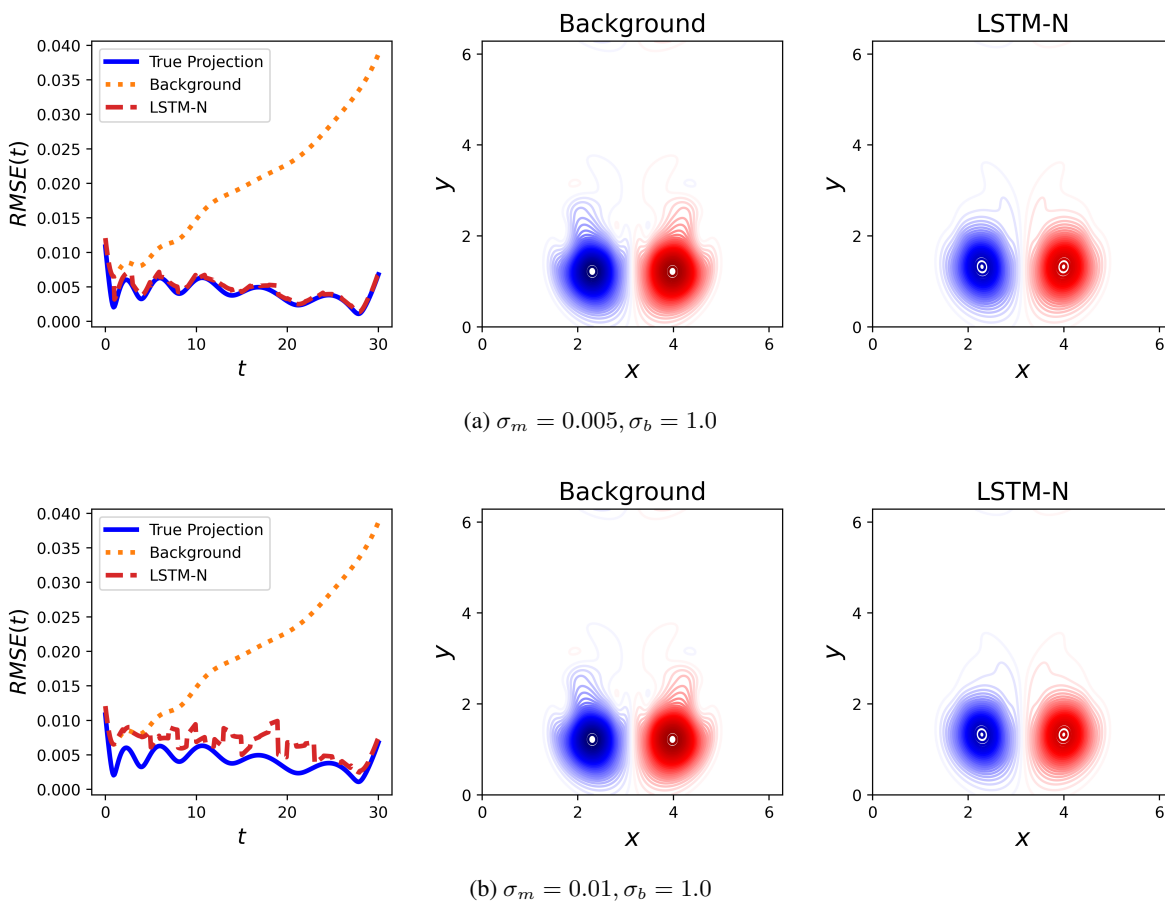 Background
LSTM-N
0.040
0.035
0.030
0.025
0.020
0.015
0.010
0.005
0.000
RMSE(t)
True Projection
Background
LSTM-N
0 10 20 30
t
6
4
2
0
y
0 2 4 6
x
6
4
2
0
y
0 2 4 6
x
(a) σₘ = 0.005, σ_b = 1.0
Background
LSTM-N
0.040
0.035
0.030
0.025
0.020
0.015
0.010
0.005
0.000
RMSE(t)
True Projection
Background
LSTM-N
0 10 20 30
t
6
4
2
0
y
0 2 4 6
x
6
4
2
0
y
0 2 4 6
x
(b) σₘ = 0.01, σ_b = 1.0